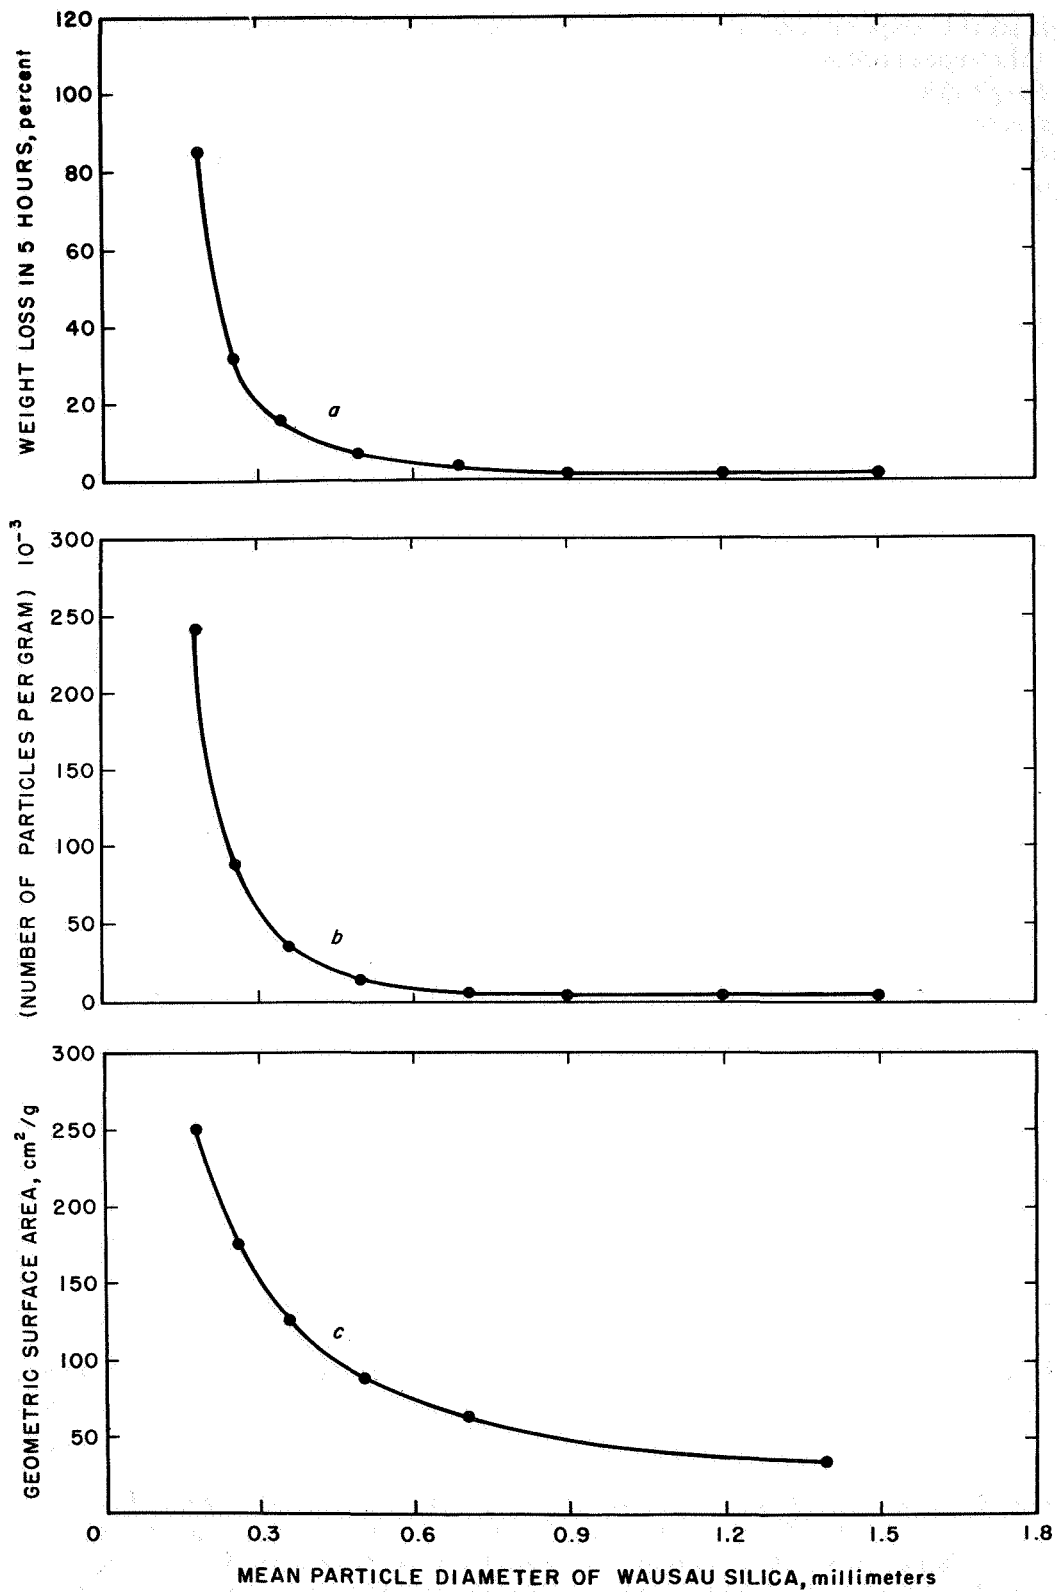 WEIGHT LOSS IN 5 HOURS, percent
120
100
80
60
40
20
0
a
(NUMBER OF PARTICLES PER GRAM) 10⁻³
300
250
200
150
100
50
0
b
GEOMETRIC SURFACE AREA, cm²/g
300
250
200
150
100
50
c
0 0.3 0.6 0.9 1.2 1.5 1.8
MEAN PARTICLE DIAMETER OF WAUSAU SILICA, millimeters